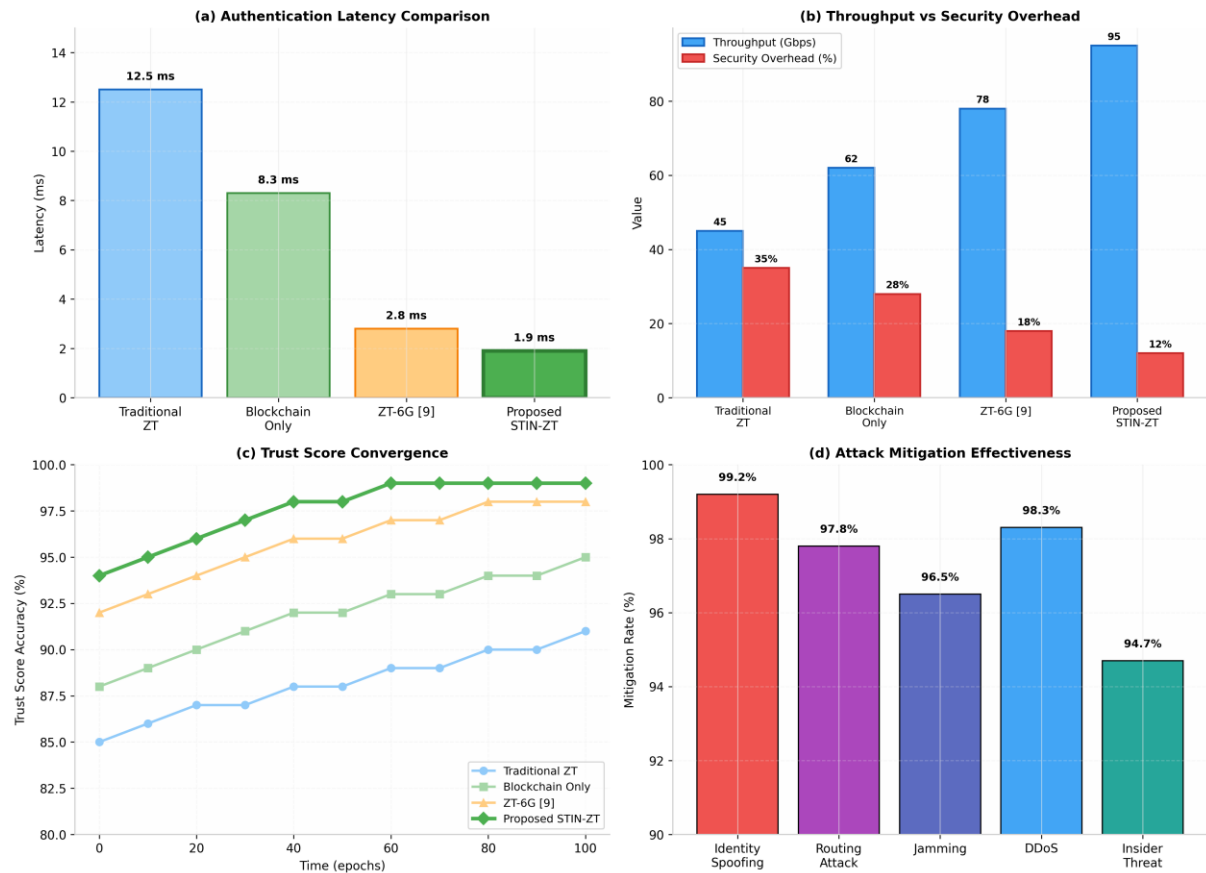 (a) Authentication Latency Comparison
14
12
10
8
6
4
2
0
Latency (ms)
12.5 ms
8.3 ms
2.8 ms
1.9 ms
Traditional
ZT
Blockchain
Only
ZT-6G [9]
Proposed
STIN-ZT
(b) Throughput vs Security Overhead
Throughput (Gbps)
Security Overhead (%)
80
60
40
20
0
Value
45
35%
62
28%
78
18%
95
12%
Traditional
ZT
Blockchain
Only
ZT-6G [9]
Proposed
STIN-ZT
(c) Trust Score Convergence
100.0
97.5
95.0
92.5
90.0
87.5
85.0
82.5
80.0
Trust Score Accuracy (%)
Traditional ZT
Blockchain Only
ZT-6G [9]
Proposed STIN-ZT
0
20
40
60
80
100
Time (epochs)
(d) Attack Mitigation Effectiveness
100
98
96
94
92
90
Mitigation Rate (%)
99.2%
97.8%
96.5%
98.3%
94.7%
Identity
Spoofing
Routing
Attack
Jamming
DDoS
Insider
Threat